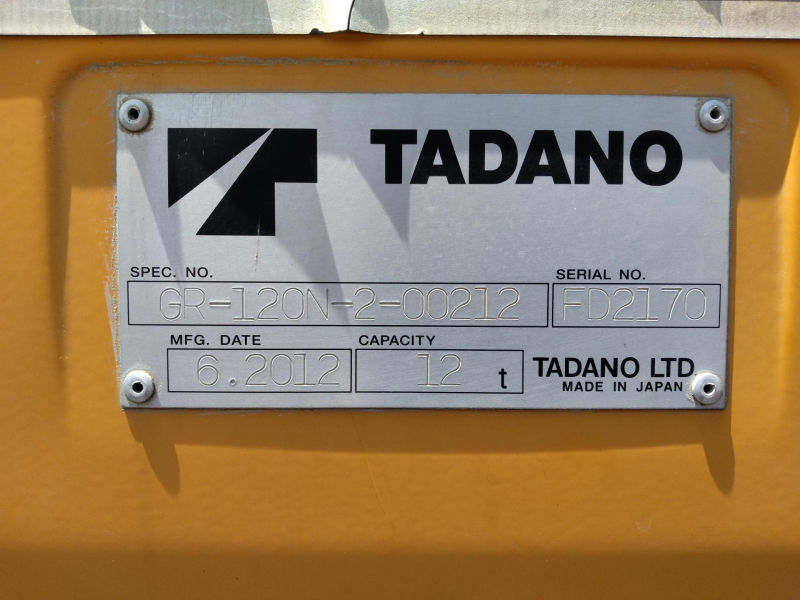 TADANO
SPEC. NO. SERIAL NO.
GR-120N-2-00212 FD2170
MFG. DATE CAPACITY
6.2012 12 t
TADANO LTD.
MADE IN JAPAN